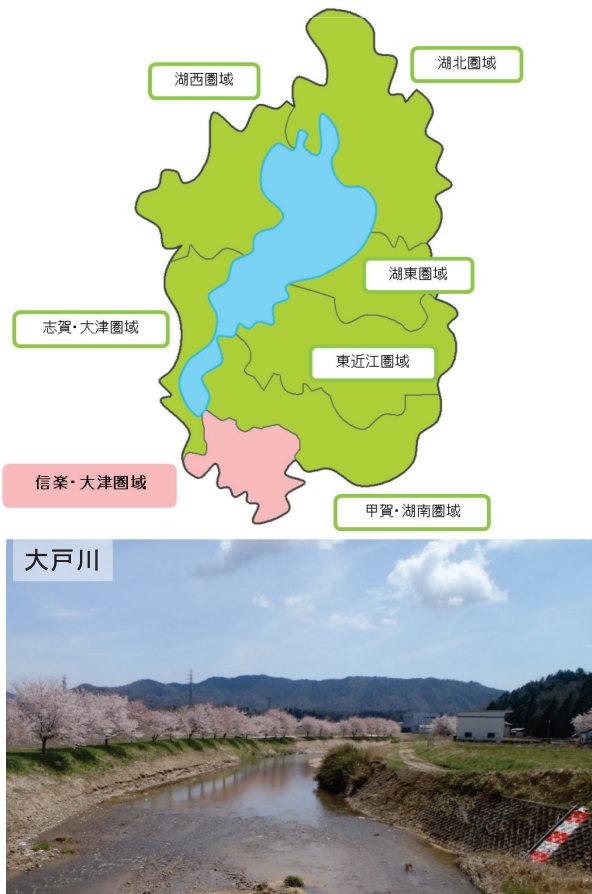 湖北圏域
湖西圏域
湖東圏域
志賀・大津圏域
東近江圏域
信楽・大津圏域
甲賀・湖南圏域
大戸川